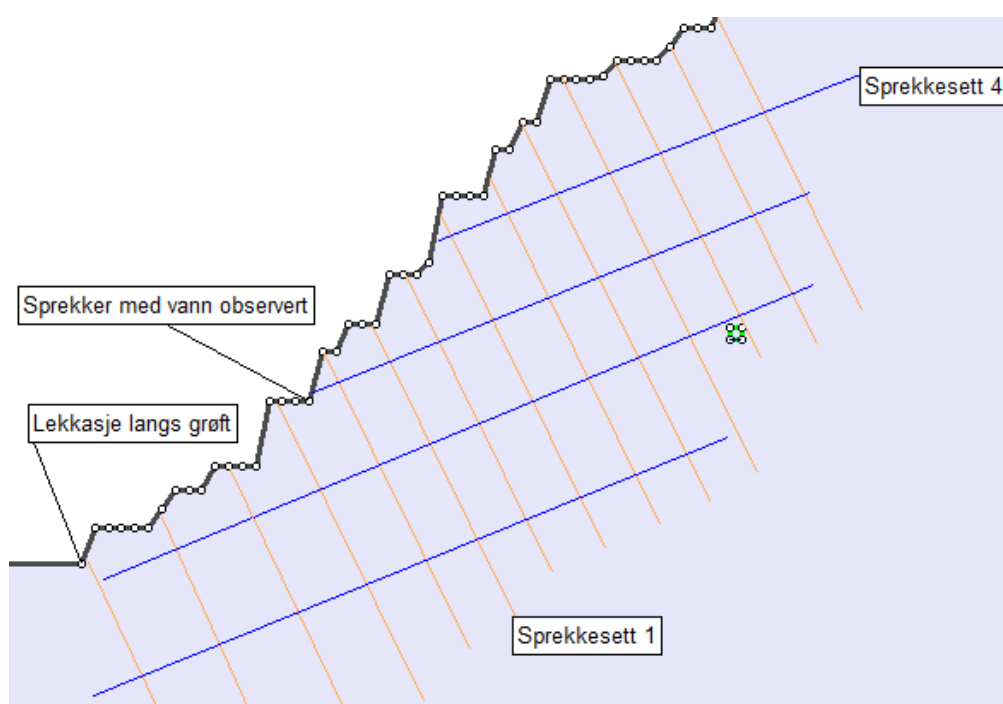 Sprekkesett 4
Sprekker med vann observert
Lekkasje langs grøft
Sprekkesett 1